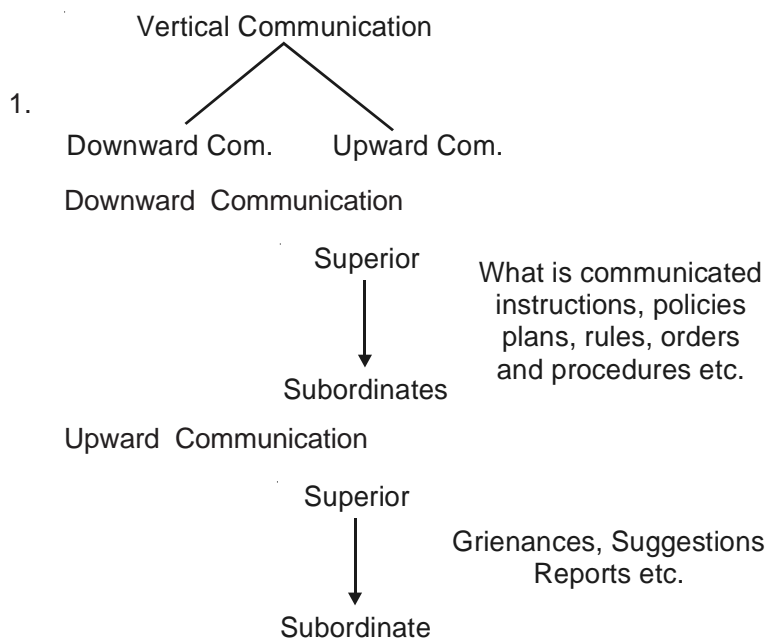 Vertical Communication
1.
Downward Com. Upward Com.
Downward Communication
Superior
What is communicated
instructions, policies
plans, rules, orders
and procedures etc.
Subordinates
Upward Communication
Superior
Grienances, Suggestions
Reports etc.
Subordinate